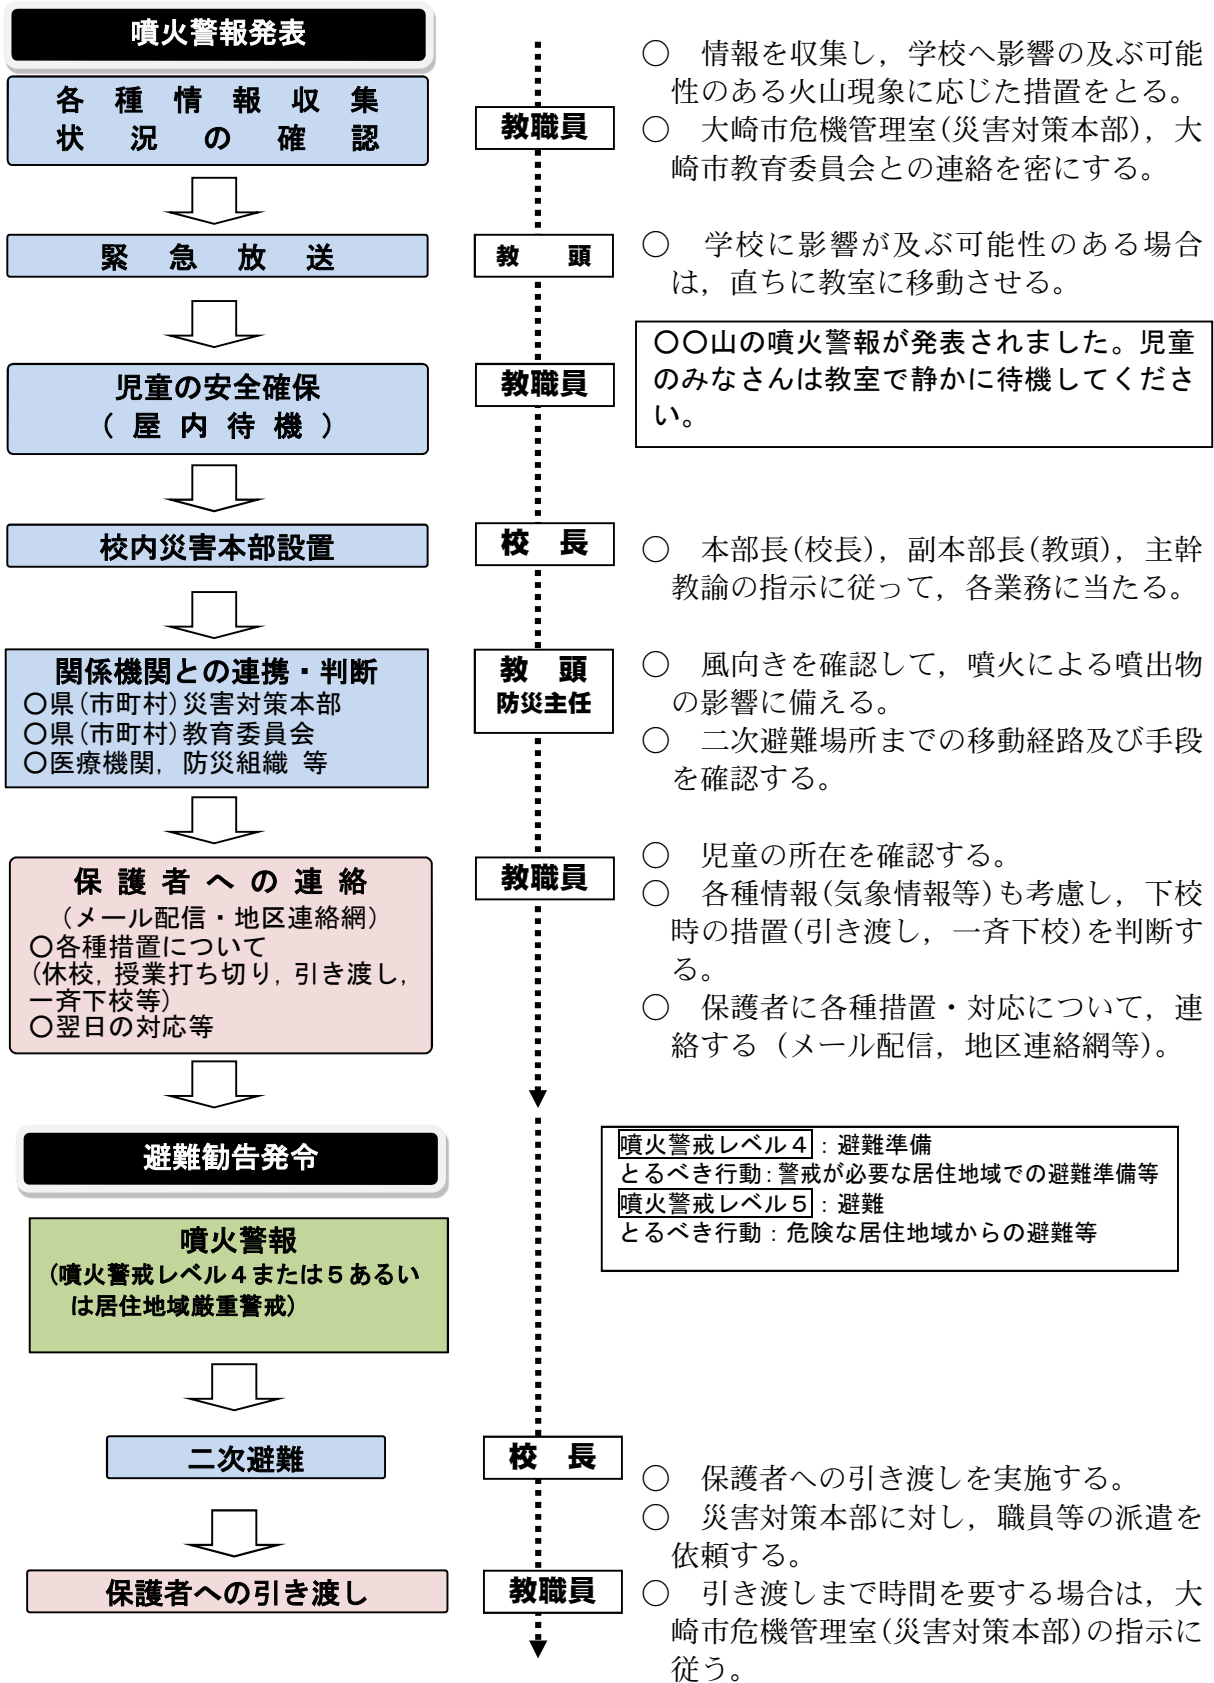 噴火警報発表
各種情報収集
状況の確認
教職員
○　情報を収集し，学校へ影響の及ぶ可能
性のある火山現象に応じた措置をとる。
○　大崎市危機管理室(災害対策本部)，大
崎市教育委員会との連絡を密にする。
緊急放送
教　頭
○　学校に影響が及ぶ可能性のある場合
は，直ちに教室に移動させる。
〇〇山の噴火警報が発表されました。児童
のみなさんは教室で静かに待機してくださ
い。
児童の安全確保
（屋内待機）
教職員
校内災害本部設置
校　長
○　本部長(校長)，副本部長(教頭)，主幹
教諭の指示に従って，各業務に当たる。
関係機関との連携・判断
〇県(市町村)災害対策本部
〇県(市町村)教育委員会
〇医療機関，防災組織 等
教　頭
防災主任
○　風向きを確認して，噴火による噴出物
の影響に備える。
○　二次避難場所までの移動経路及び手段
を確認する。
保護者への連絡
（メール配信・地区連絡網）
〇各種措置について
(休校，授業打ち切り，引き渡し，
一斉下校等)
〇翌日の対応等
教職員
○　児童の所在を確認する。
○　各種情報(気象情報等)も考慮し，下校
時の措置(引き渡し，一斉下校)を判断す
る。
○　保護者に各種措置・対応について，連
絡する（メール配信，地区連絡網等）。
避難勧告発令
噴火警戒レベル４：避難準備
とるべき行動：警戒が必要な居住地域での避難準備等
噴火警戒レベル５：避難
とるべき行動：危険な居住地域からの避難等
噴火警報
(噴火警戒レベル４または５あるい
は居住地域厳重警戒)
二次避難
校　長
○　保護者への引き渡しを実施する。
○　災害対策本部に対し，職員等の派遣を
依頼する。
保護者への引き渡し
教職員
○　引き渡しまで時間を要する場合は，大
崎市危機管理室(災害対策本部)の指示に
従う。